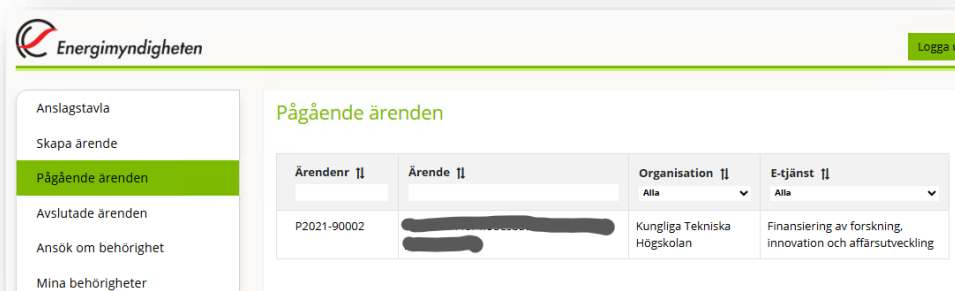 Energimyndigheten
Logga
Anslagstavla
Skapa ärende
Pågående ärenden
Avslutade ärenden
Ansök om behörighet
Mina behörigheter
Pågående ärenden
Ärendenr Ärende Organisation E-tjänst
Alla Alla
P2021-90002 Kungliga Tekniska Finansiering av forskning,
Högskolan innovation och affärsutveckling